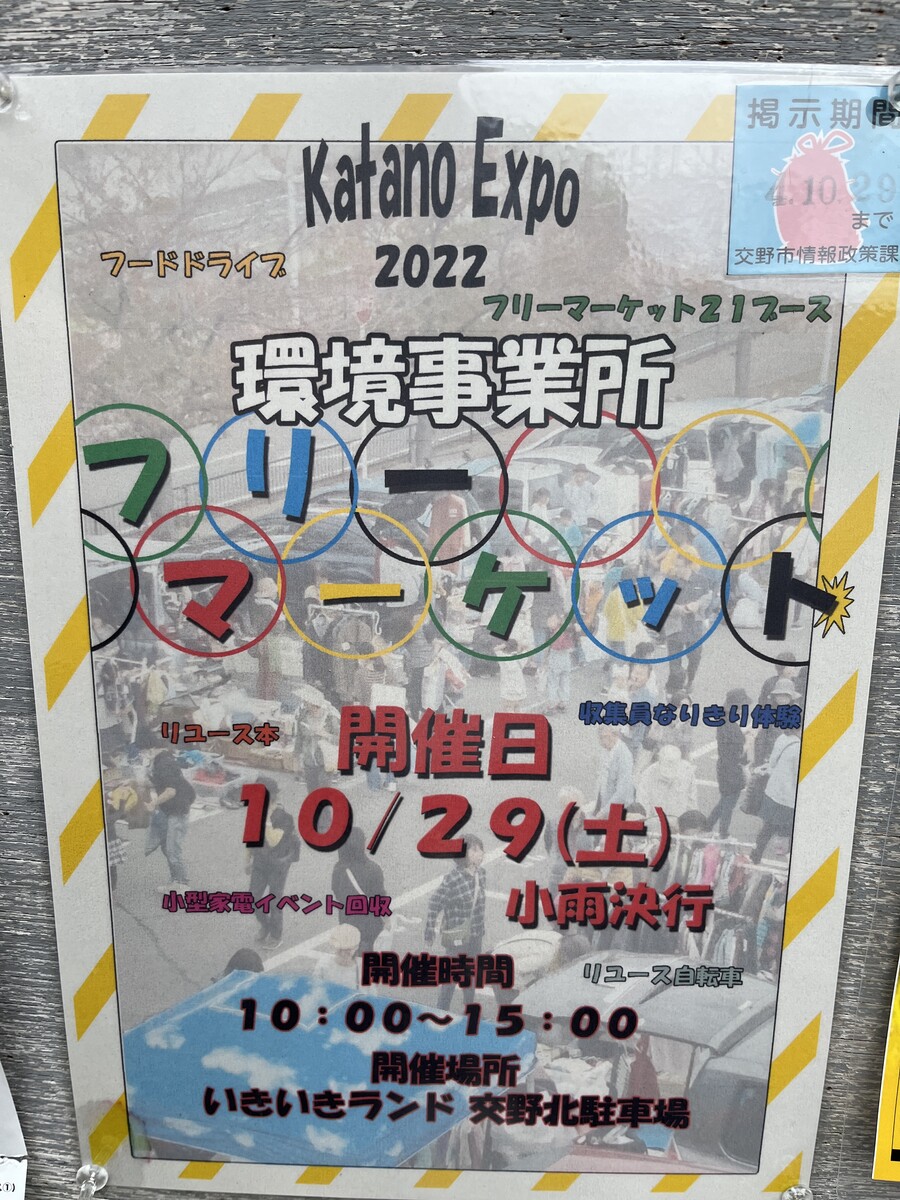 Katano Expo
2022
掲示期間
4.10.29
まで
交野市情報政策課
フードドライブ
フリーマーケット21ブース
環境事業所
フリー
マーケット
リユース本
収集員なりきり体験
開催日
10/29(土)
小型家電イベント回収
小雨決行
開催時間
リユース自転車
10:00～15:00
開催場所
いきいきランド 交野北駐車場